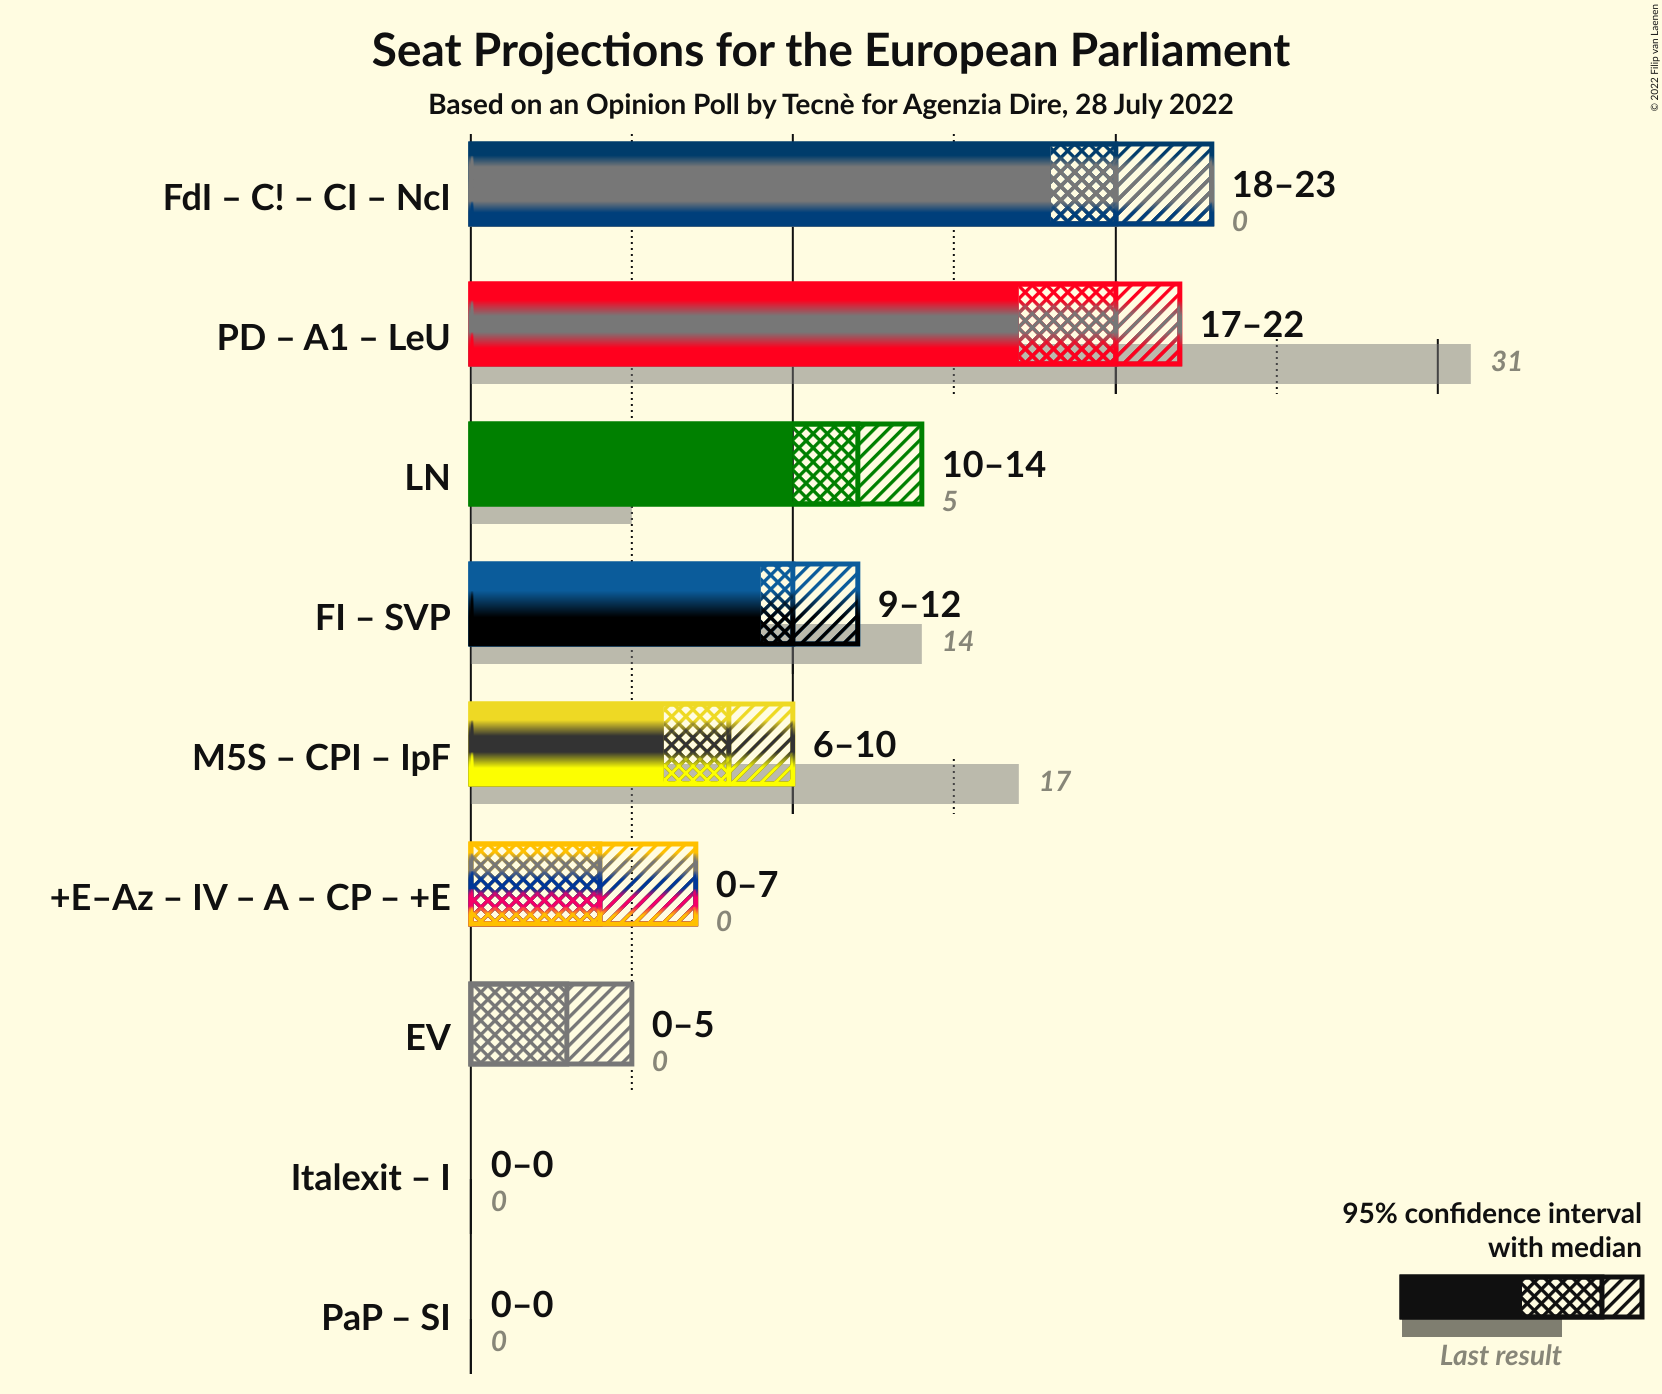 Seat Projections for the European Parliament
Based on an Opinion Poll by Tecnè for Agenzia Dire, 28 July 2022
© 2022 Filip van Laenen
FdI – C! – CI – NcI
18–23
0
PD – A1 – LeU
17–22
31
LN
10–14
5
FI – SVP
9–12
14
M5S – CPI – IpF
6–10
17
+E–Az – IV – A – CP – +E
0–7
0
EV
0–5
0
Italexit – I
0–0
0
PaP – SI
0–0
0
95% confidence interval
with median
Last result